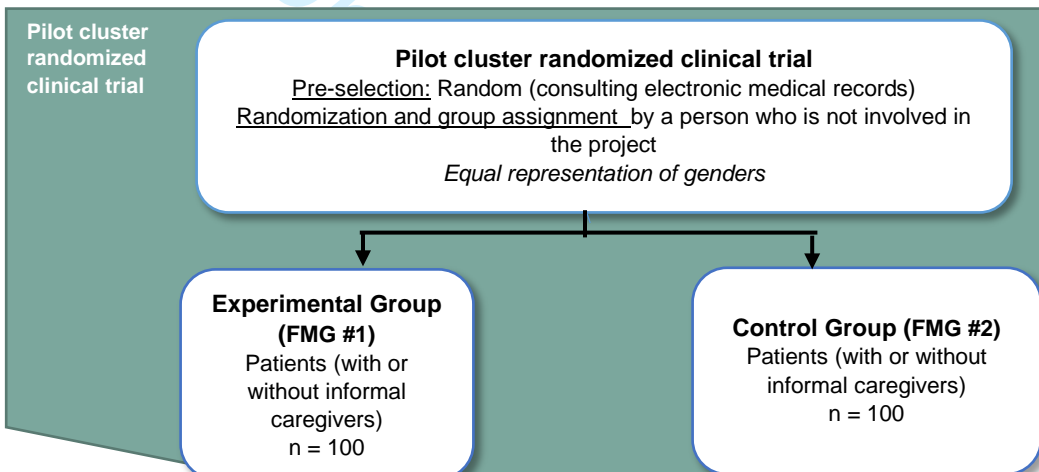 Pilot cluster
randomized
clinical trial
Pilot cluster randomized clinical trial
Pre-selection: Random (consulting electronic medical records)
Randomization and group assignment by a person who is not involved in
the project
Equal representation of genders
Experimental Group
(FMG #1)
Patients (with or
without informal
caregivers)
n = 100
Control Group (FMG #2)
Patients (with or without
informal caregivers)
n = 100